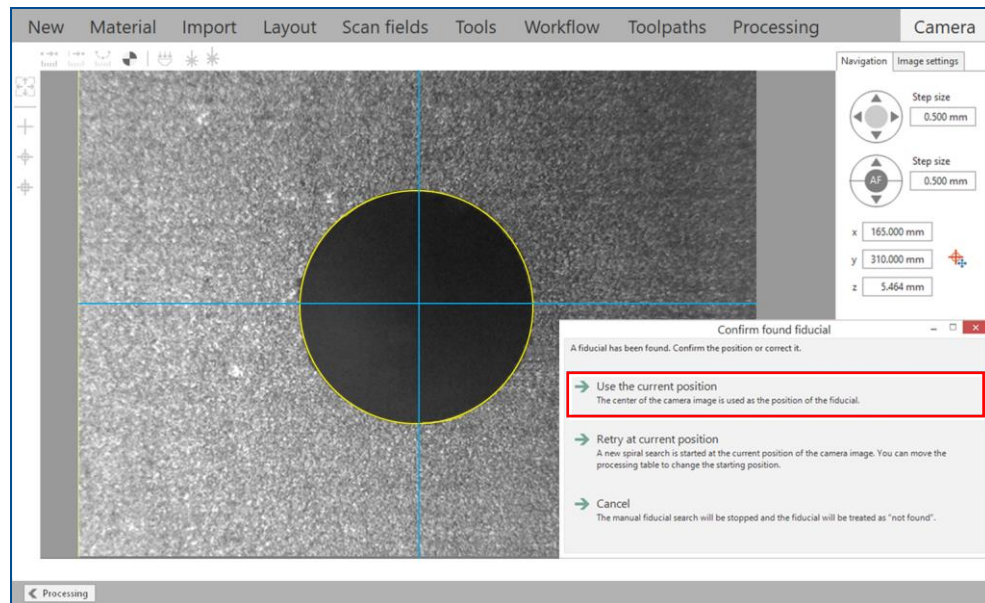 New Material Import Layout Scan fields Tools Workflow Toolpaths Processing Camera
Navigation Image settings
Step size
0.500 mm
Step size
AF
0.500 mm
x 165.000 mm
y 310.000 mm
z 5.464 mm
Confirm found fiducial
A fiducial has been found. Confirm the position or correct it.
Use the current position
The center of the camera image is used as the position of the fiducial.
Retry at current position
A new spiral search is started at the current position of the camera image. You can move the
processing table to change the starting position.
Cancel
The manual fiducial search will be stopped and the fiducial will be treated as "not found".
Processing